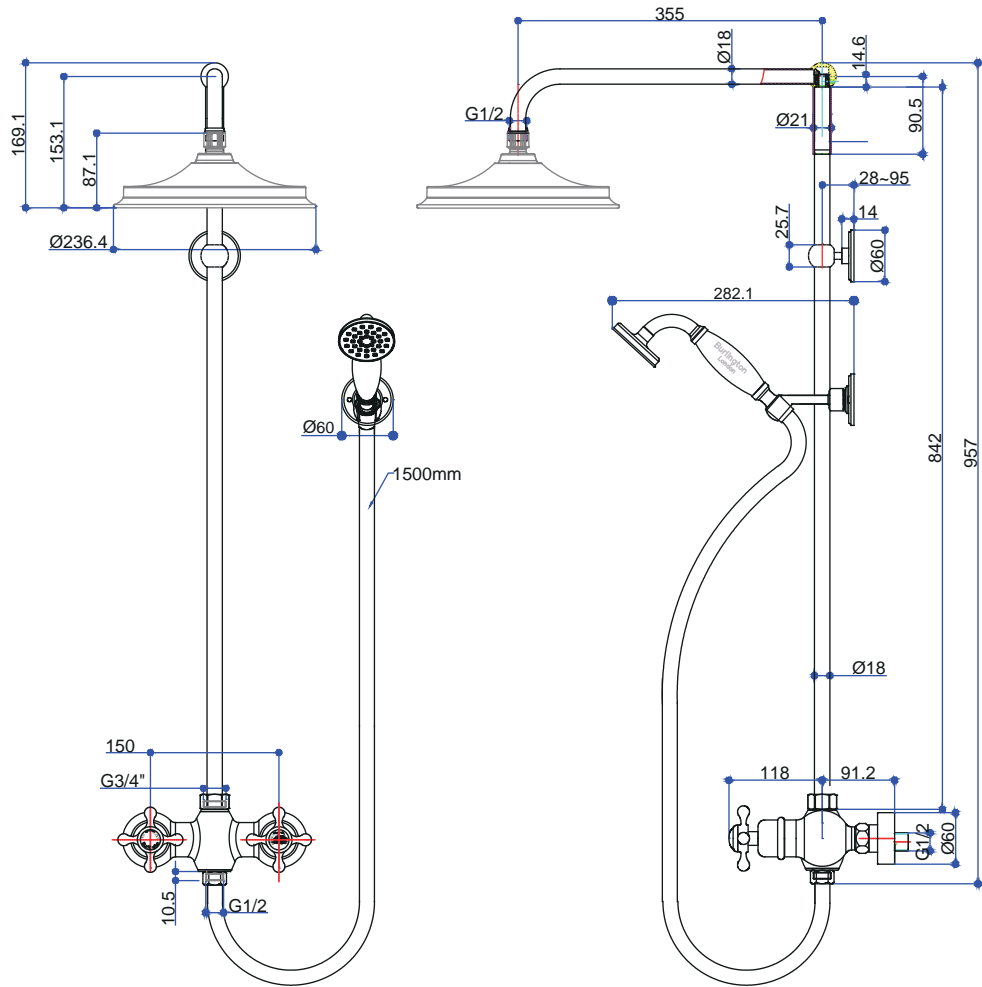 355
Ø18
14.6
169.1
153.1
87.1
G1/2
Ø21
90.5
28~95
14
25.7
Ø236.4
Ø60
282.1
Burlington
London
Ø60
1500mm
842
957
Ø18
150
G3/4"
118
91.2
G1/2
Ø60
10.5
G1/2